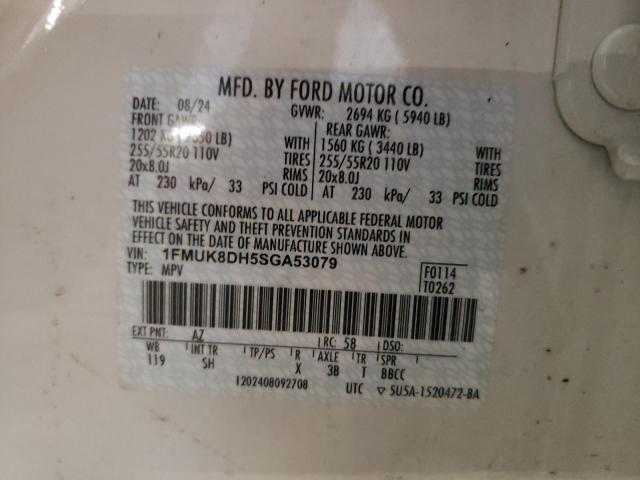 MFD. BY FORD MOTOR CO.
DATE: 08/24 GVWR: 2694 KG ( 5940 LB)
FRONT GAWR: REAR GAWR:
1202 KG ( LB) WITH 1560 KG ( 3440 LB) WITH
255/55R20 110V TIRES 255/55R20 110V TIRES
20x8.0J RIMS 20x8.0J RIMS
AT 230 kPa/ 33 PSI COLD AT 230 kPa/ 33 PSI COLD
THIS VEHICLE CONFORMS TO ALL APPLICABLE FEDERAL MOTOR
VEHICLE SAFETY AND THEFT PREVENTION STANDARDS IN
EFFECT ON THE DATE OF MANUFACTURE SHOWN ABOVE.
VIN: 1FMUK8DH5SGA53079
TYPE: MPV
F0114
T0262
EXT PNT: AZ RC: 58 DSO:
WB INT TR TP/PS R AXLE TR SPR
119 SH X 3B T BBCC
1202408092708 UTC ▽ SU5A-1520472-BA